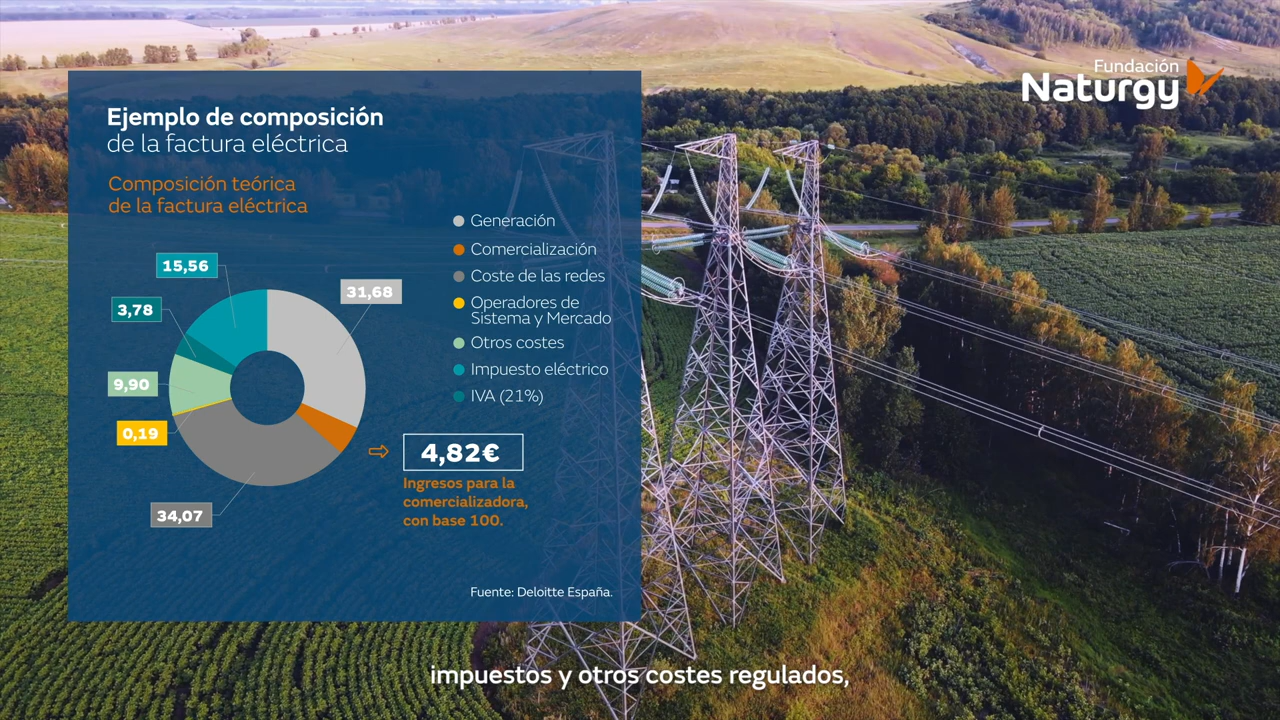 Fundación
Naturgy
Ejemplo de composición
de la factura eléctrica
Composición teórica
de la factura eléctrica
Generación
Comercialización
Coste de las redes
Operadores de
Sistema y Mercado
Otros costes
Impuesto eléctrico
IVA (21%)
15,56
31,68
3,78
9,90
0,19
34,07
4,82€
Ingresos para la
comercializadora,
con base 100.
Fuente: Deloitte España.
impuestos y otros costes regulados,